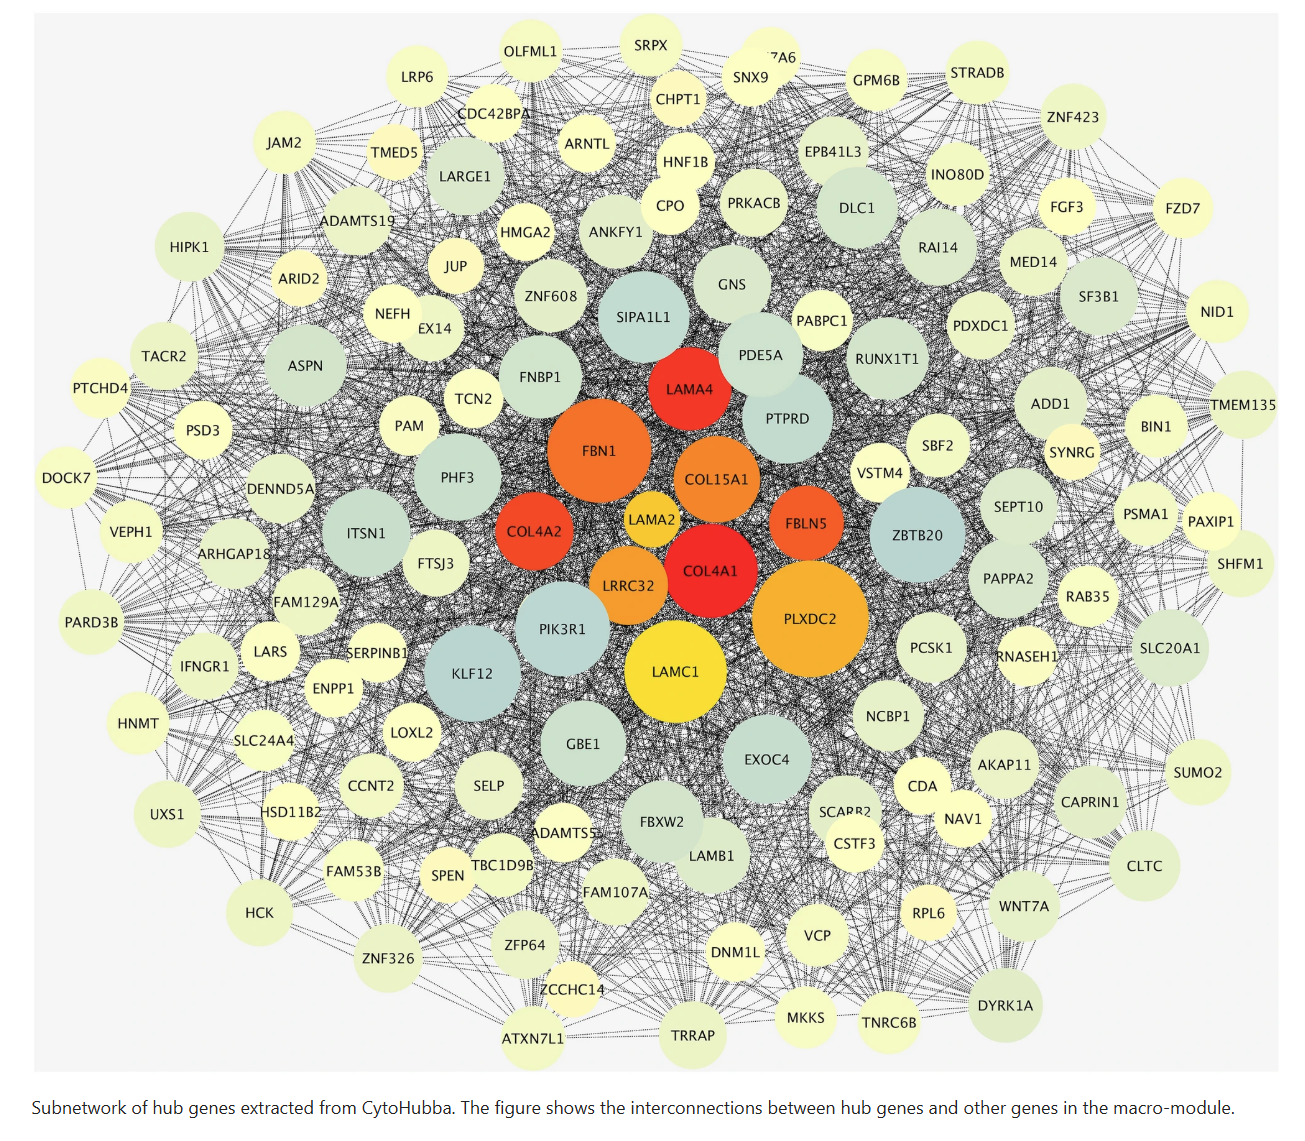 OLFML1
SRPX
7A6
SNX9
LRP6
GPM6B
STRADB
CHPT1
CDC42BPA
ZNF423
JAM2
TMED5
ARNTL
HNF1B
EPB41L3
LARGE1
INO80D
CPO
PRKACB
DLC1
FGF3
FZD7
ADAMTS19
HMGA2
ANKFY1
HIPK1
RAI14
MED14
ARID2
JUP
GNS
SF3B1
ZNF608
NEFH
EX14
SIPA1L1
PABPC1
PDXDC1
NID1
TACR2
ASPN
FNBP1
PDE5A
RUNX1T1
PTCHD4
LAMA4
TCN2
ADD1
TMEM135
PSD3
PAM
PTPRD
BIN1
FBN1
SBF2
SYNRG
DOCK7
DENND5A
PHF3
COL15A1
VSTM4
SEPT10
PSMA1
PAXIP1
VEPH1
ITSN1
COL4A2
LAMA2
FBLN5
ZBTB20
ARHGAP18
FTSJ3
COL4A1
PAPPA2
SHFM1
FAM129A
LRRC32
RAB35
PARD3B
PIK3R1
PLXDC2
IFNGR1
LARS
SERPINB1
PCSK1
RNASEH1
SLC20A1
ENPP1
KLF12
LAMC1
HNMT
SLC24A4
LOXL2
GBE1
NCBP1
EXOC4
AKAP11
SUMO2
CCNT2
SELP
CDA
UXS1
HSD11B2
FBXW2
SCARB2
NAV1
CAPRIN1
ADAMTS5
CSTF3
LAMB1
FAM53B
SPEN
TBC1D9B
CLTC
FAM107A
HCK
RPL6
WNT7A
ZNF326
ZFP64
DNM1L
VCP
ZCCHC14
DYRK1A
ATXN7L1
TRRAP
MKKS
TNRC6B
Subnetwork of hub genes extracted from CytoHubba. The figure shows the interconnections between hub genes and other genes in the macro-module.